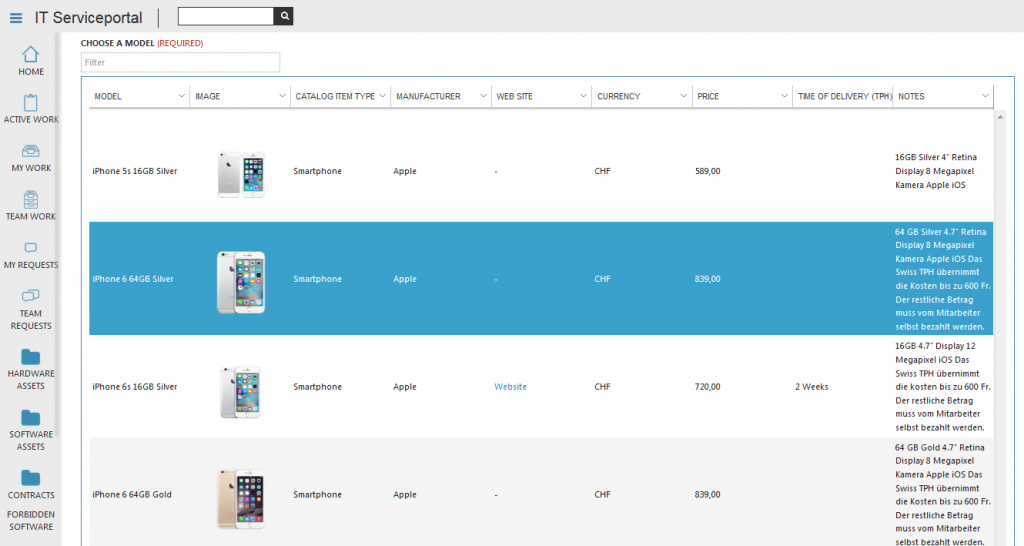 IT Serviceportal
HOME
ACTIVE WORK
MY WORK
TEAM WORK
MY REQUESTS
TEAM
REQUESTS
HARDWARE
ASSETS
SOFTWARE
ASSETS
CONTRACTS
FORBIDDEN
SOFTWARE
CHOOSE A MODEL (REQUIRED)
Filter
MODEL IMAGE CATALOG ITEM TYPE MANUFACTURER WEB SITE CURRENCY PRICE TIME OF DELIVERY (TPH) NOTES
iPhone 5s 16GB Silver Smartphone Apple - CHF 589,00
16GB Silver 4" Retina
Display 8 Megapixel
Kamera Apple iOS
iPhone 6 64GB Silver Smartphone Apple - CHF 839,00
64 GB Silver 4.7" Retina
Display 8 Megapixel
Kamera Apple iOS Das
Swiss TPH übernimmt
die Kosten bis zu 600 Fr.
Der restliche Betrag
muss vom Mitarbeiter
selbst bezahlt werden.
iPhone 6s 16GB Silver Smartphone Apple Website CHF 720,00 2 Weeks
16GB 4.7" Display 12
Megapixel iOS Das
Swiss TPH übernimmt
die kosten bis zu 600 Fr.
Der restliche Betrag
muss vom Mitarbeiter
selbst bezahlt werden.
iPhone 6 64GB Gold Smartphone Apple - CHF 839,00
64 GB Gold 4.7" Retina
Display 8 Megapixel
Kamera Apple iOS Das
Swiss TPH übernimmt
die Kosten bis zu 600 Fr.
Der restliche Betrag
muss vom Mitarbeiter
selbst bezahlt werden.